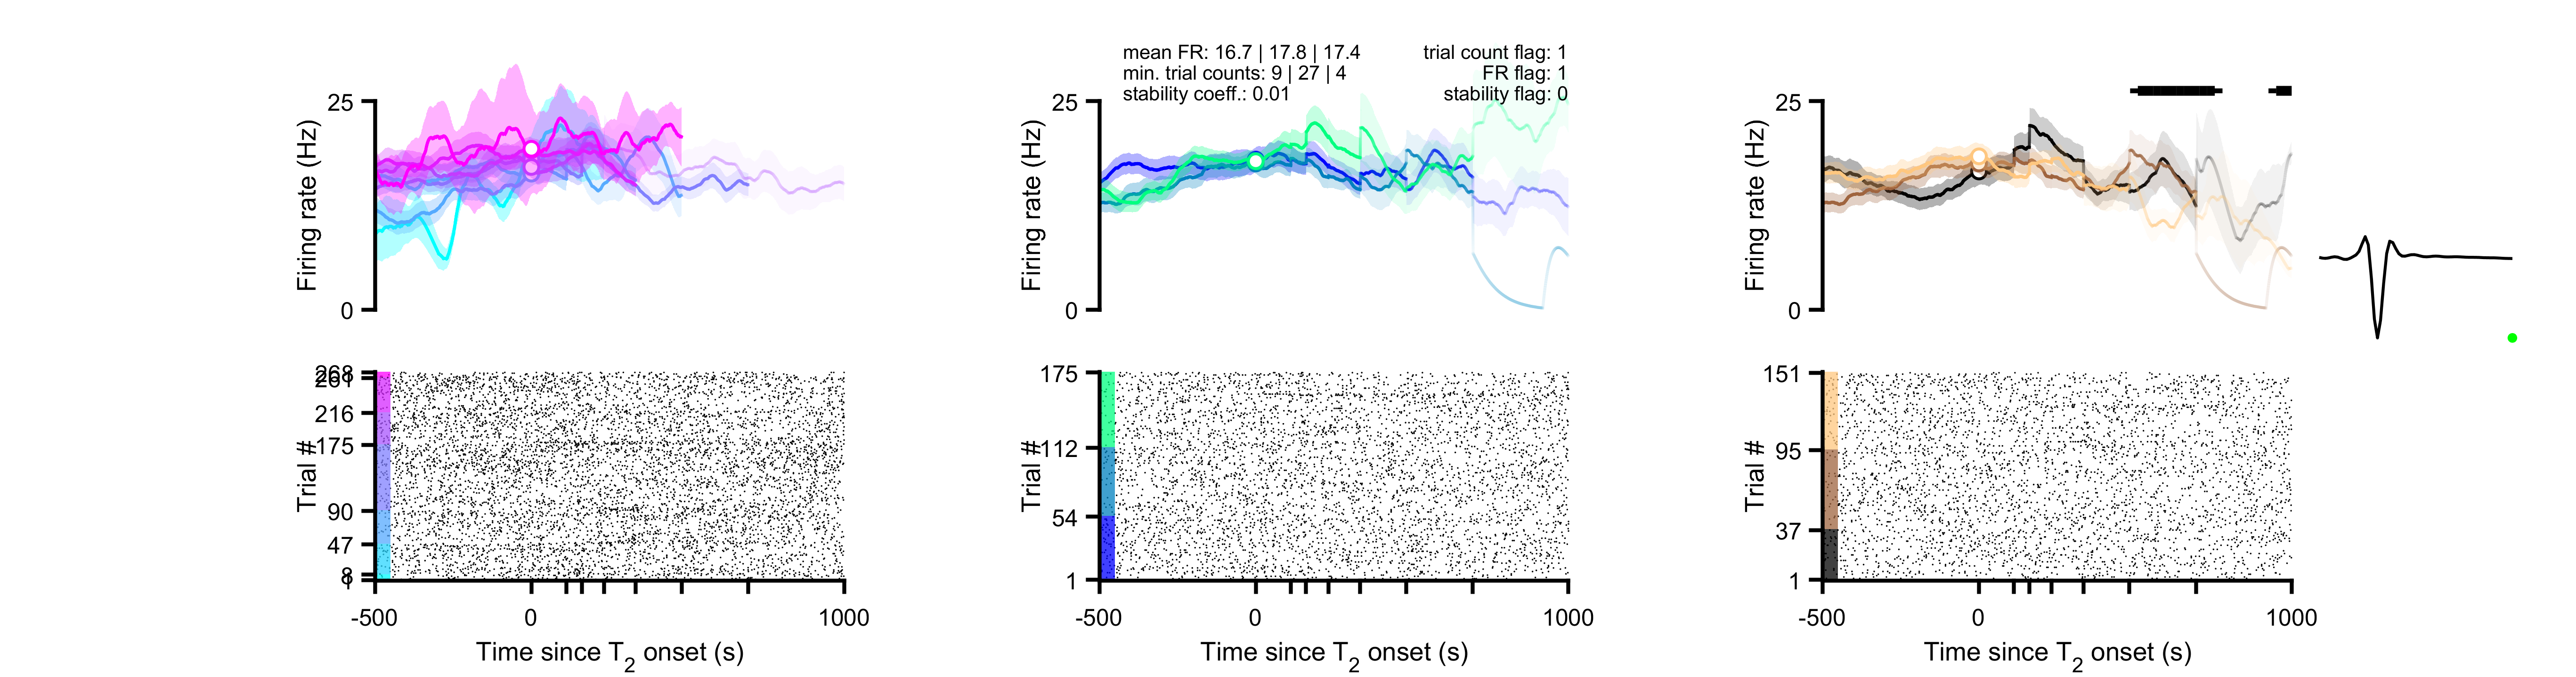 mean FR: 16.7 | 17.8 | 17.4
min. trial counts: 9 | 27 | 4
stability coeff.: 0.01
trial count flag: 1
FR flag: 1
stability flag: 0
25
Firing rate (Hz)
0
25
Firing rate (Hz)
0
25
Firing rate (Hz)
0
268
261
216
175
90
47
8
1
Trial #
-500
0
1000
Time since T2 onset (s)
175
112
54
1
Trial #
-500
0
1000
Time since T2 onset (s)
151
95
37
1
Trial #
-500
0
1000
Time since T2 onset (s)